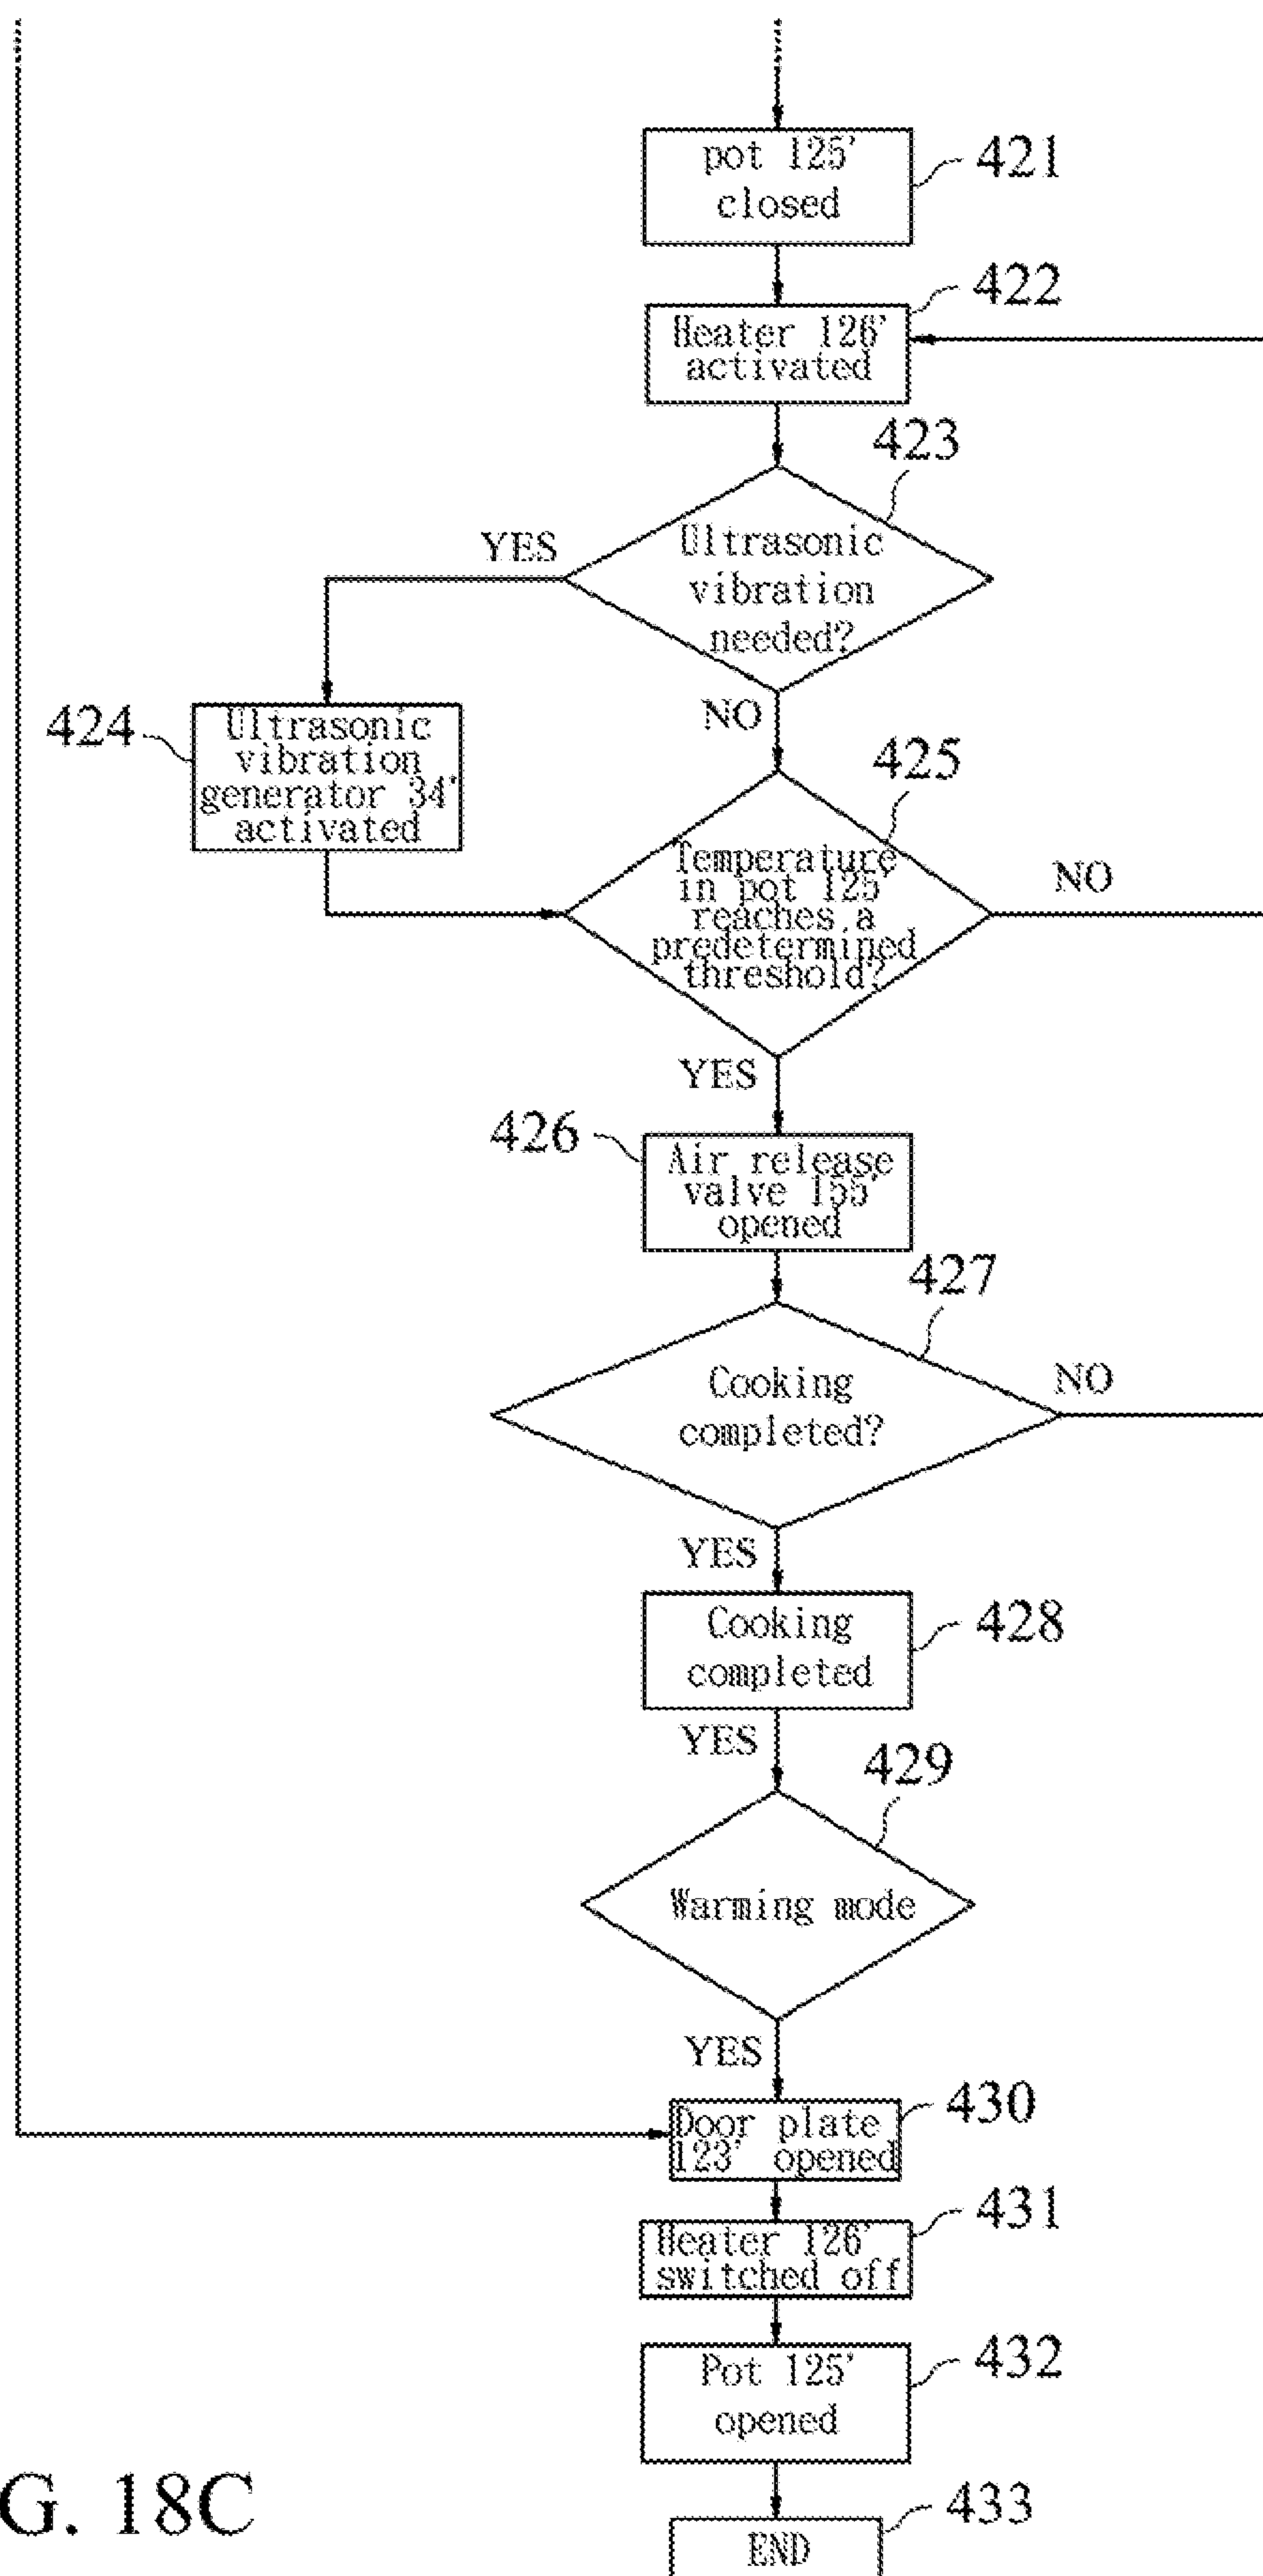 pot 125'
closed
421
422
Heater 126'
activated
423
YES
Ultrasonic
vibration
needed?
NO
424
Ultrasonic
vibration
generator 34'
activated
425
Temperature
in pot 125'
reaches a
predetermined
threshold?
NO
YES
426
Air release
valve 155'
opened
427
Cooking
completed?
NO
YES
Cooking
completed
428
YES
429
Warming mode
YES
430
Door plate
123' opened
431
Heater 126'
switched off
Pot 125'
opened
432
433
END
G. 18C